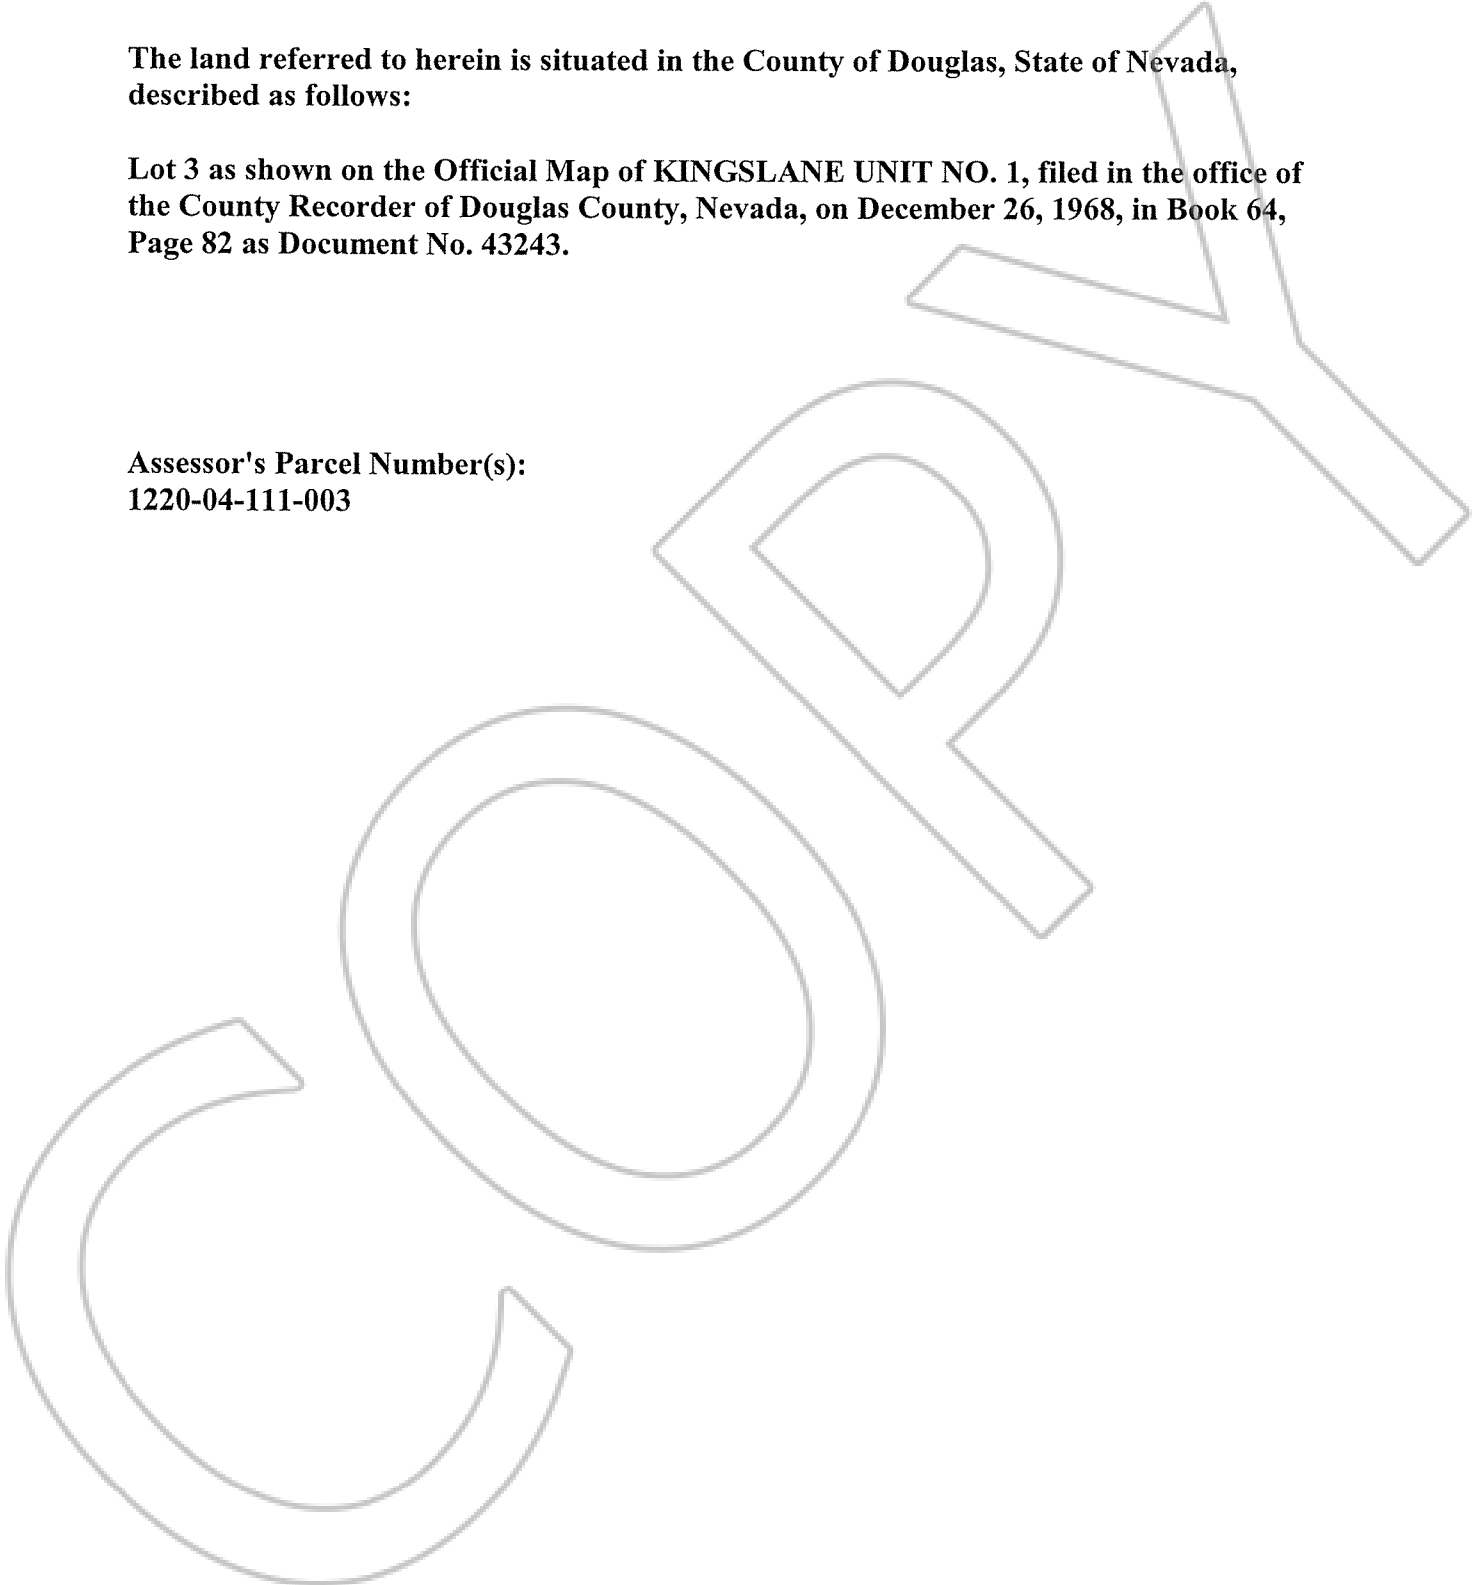 The land referred to herein is situated in the County of Douglas, State of Nevada,
described as follows:
Lot 3 as shown on the Official Map of KINGSLANE UNIT NO. 1, filed in the office of
the County Recorder of Douglas County, Nevada, on December 26, 1968, in Book 64,
Page 82 as Document No. 43243.
Assessor's Parcel Number(s):
1220-04-111-003
COPY